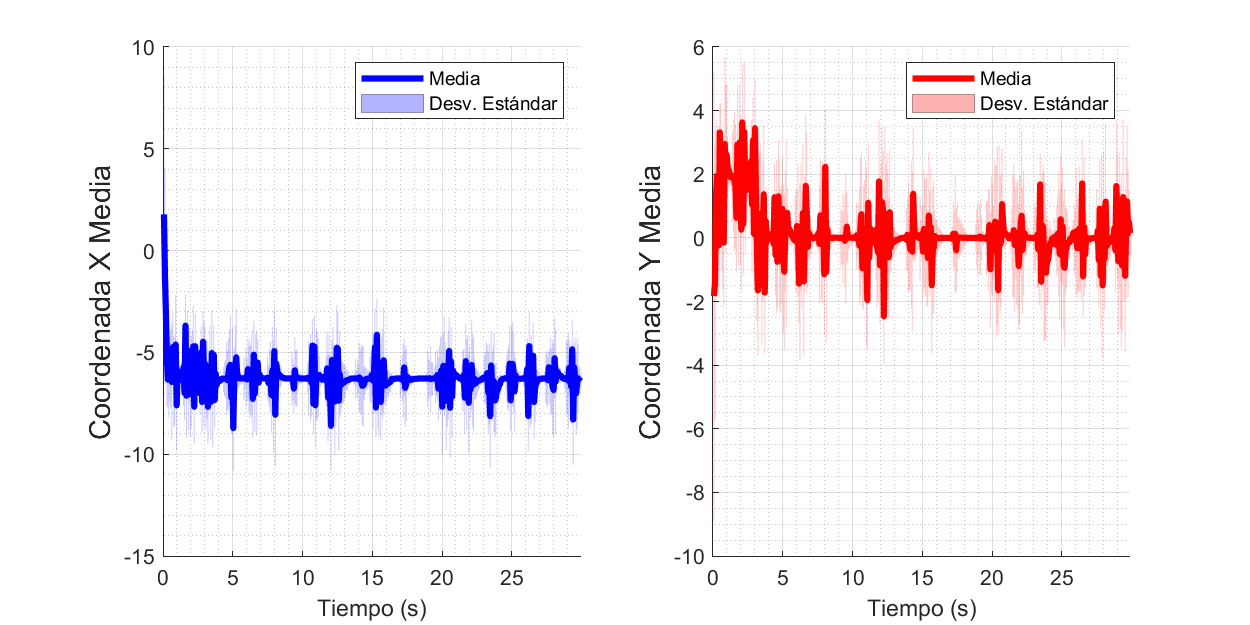 Coordenada X Media
10
5
0
-5
-10
-15
0 5 10 15 20 25
Tiempo (s)
Media
Desv. Estándar
Coordenada Y Media
6
4
2
0
-2
-4
-6
-8
-10
0 5 10 15 20 25
Tiempo (s)
Media
Desv. Estándar